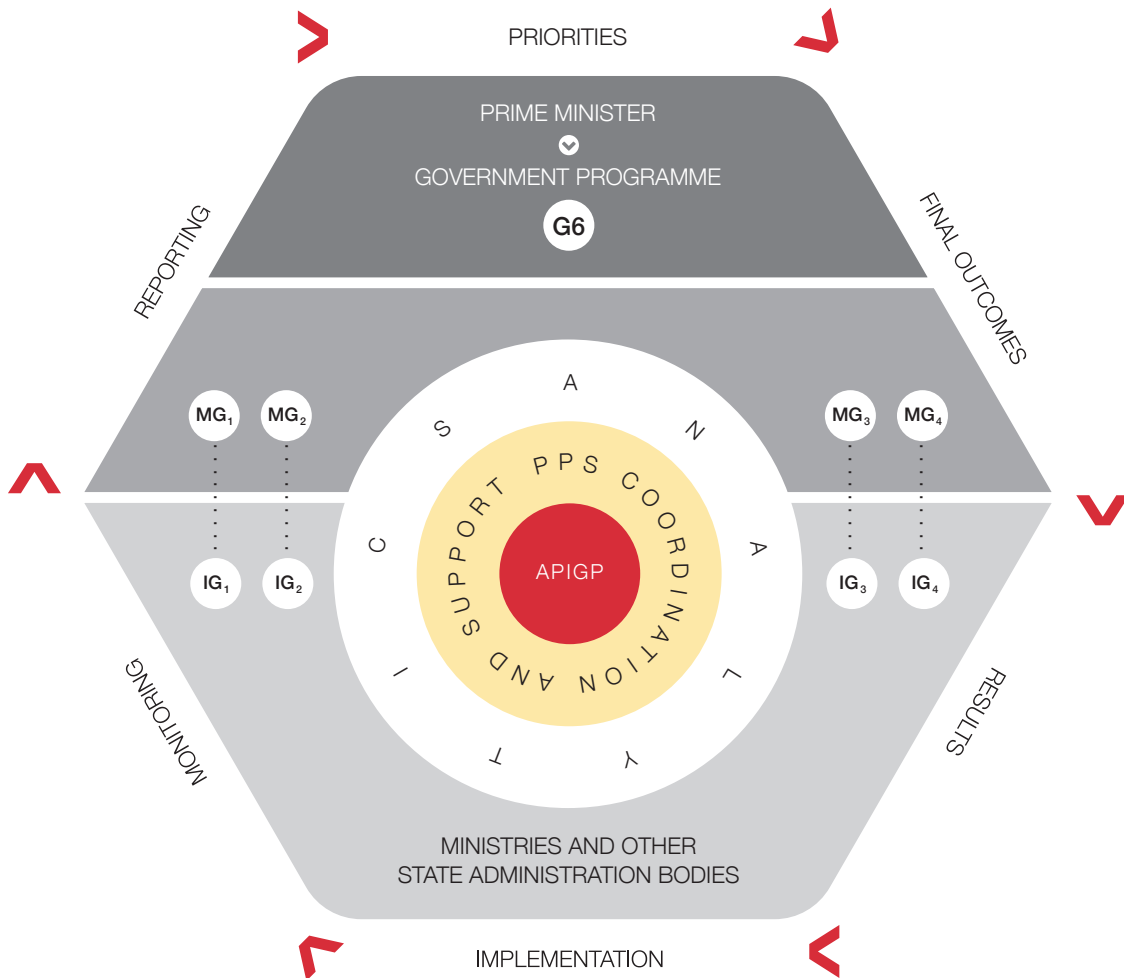 PRIORITIES
PRIME MINISTER
GOVERNMENT PROGRAMME
G6
REPORTING
FINAL OUTCOMES
MG₁ MG₂ MG₃ MG₄
ANALYTICS
PPS COORDINATION AND SUPPORT
APIGP
IG₁ IG₂ IG₃ IG₄
MONITORING
RESULTS
MINISTRIES AND OTHER
STATE ADMINISTRATION BODIES
IMPLEMENTATION